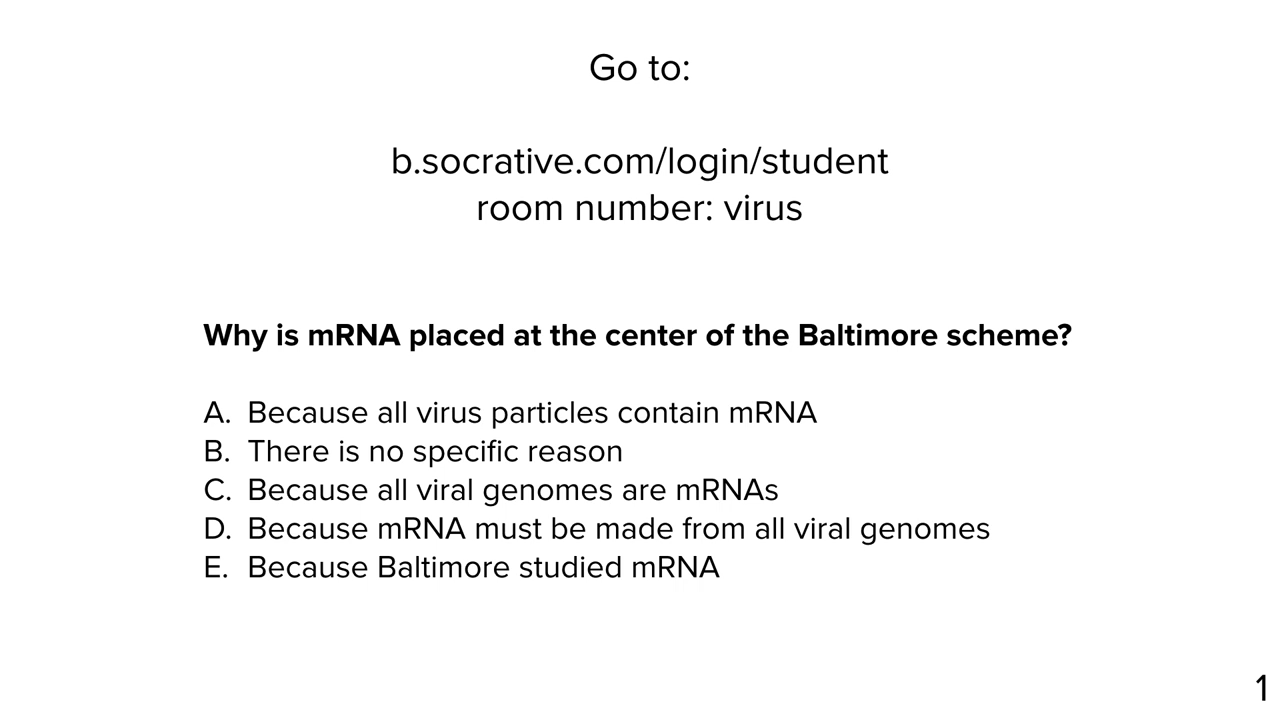 Go to:
b.socrative.com/login/student
room number: virus
Why is mRNA placed at the center of the Baltimore scheme?
A. Because all virus particles contain mRNA
B. There is no specific reason
C. Because all viral genomes are mRNAs
D. Because mRNA must be made from all viral genomes
E. Because Baltimore studied mRNA
1